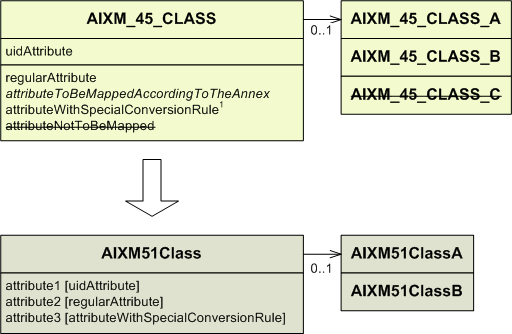 AIXM_45_CLASS
0..1
AIXM_45_CLASS_A
uidAttribute
AIXM_45_CLASS_B
regularAttribute
attributeToBeMappedAccordingToTheAnnex
AIXM_45_CLASS_C
attributeWithSpecialConversionRule1
attributeNotToBeMapped
AIXM51Class
0..1
AIXM51ClassA
attribute1 [uidAttribute]
attribute2 [regularAttribute]
attribute3 [attributeWithSpecialConversionRule]
AIXM51ClassB